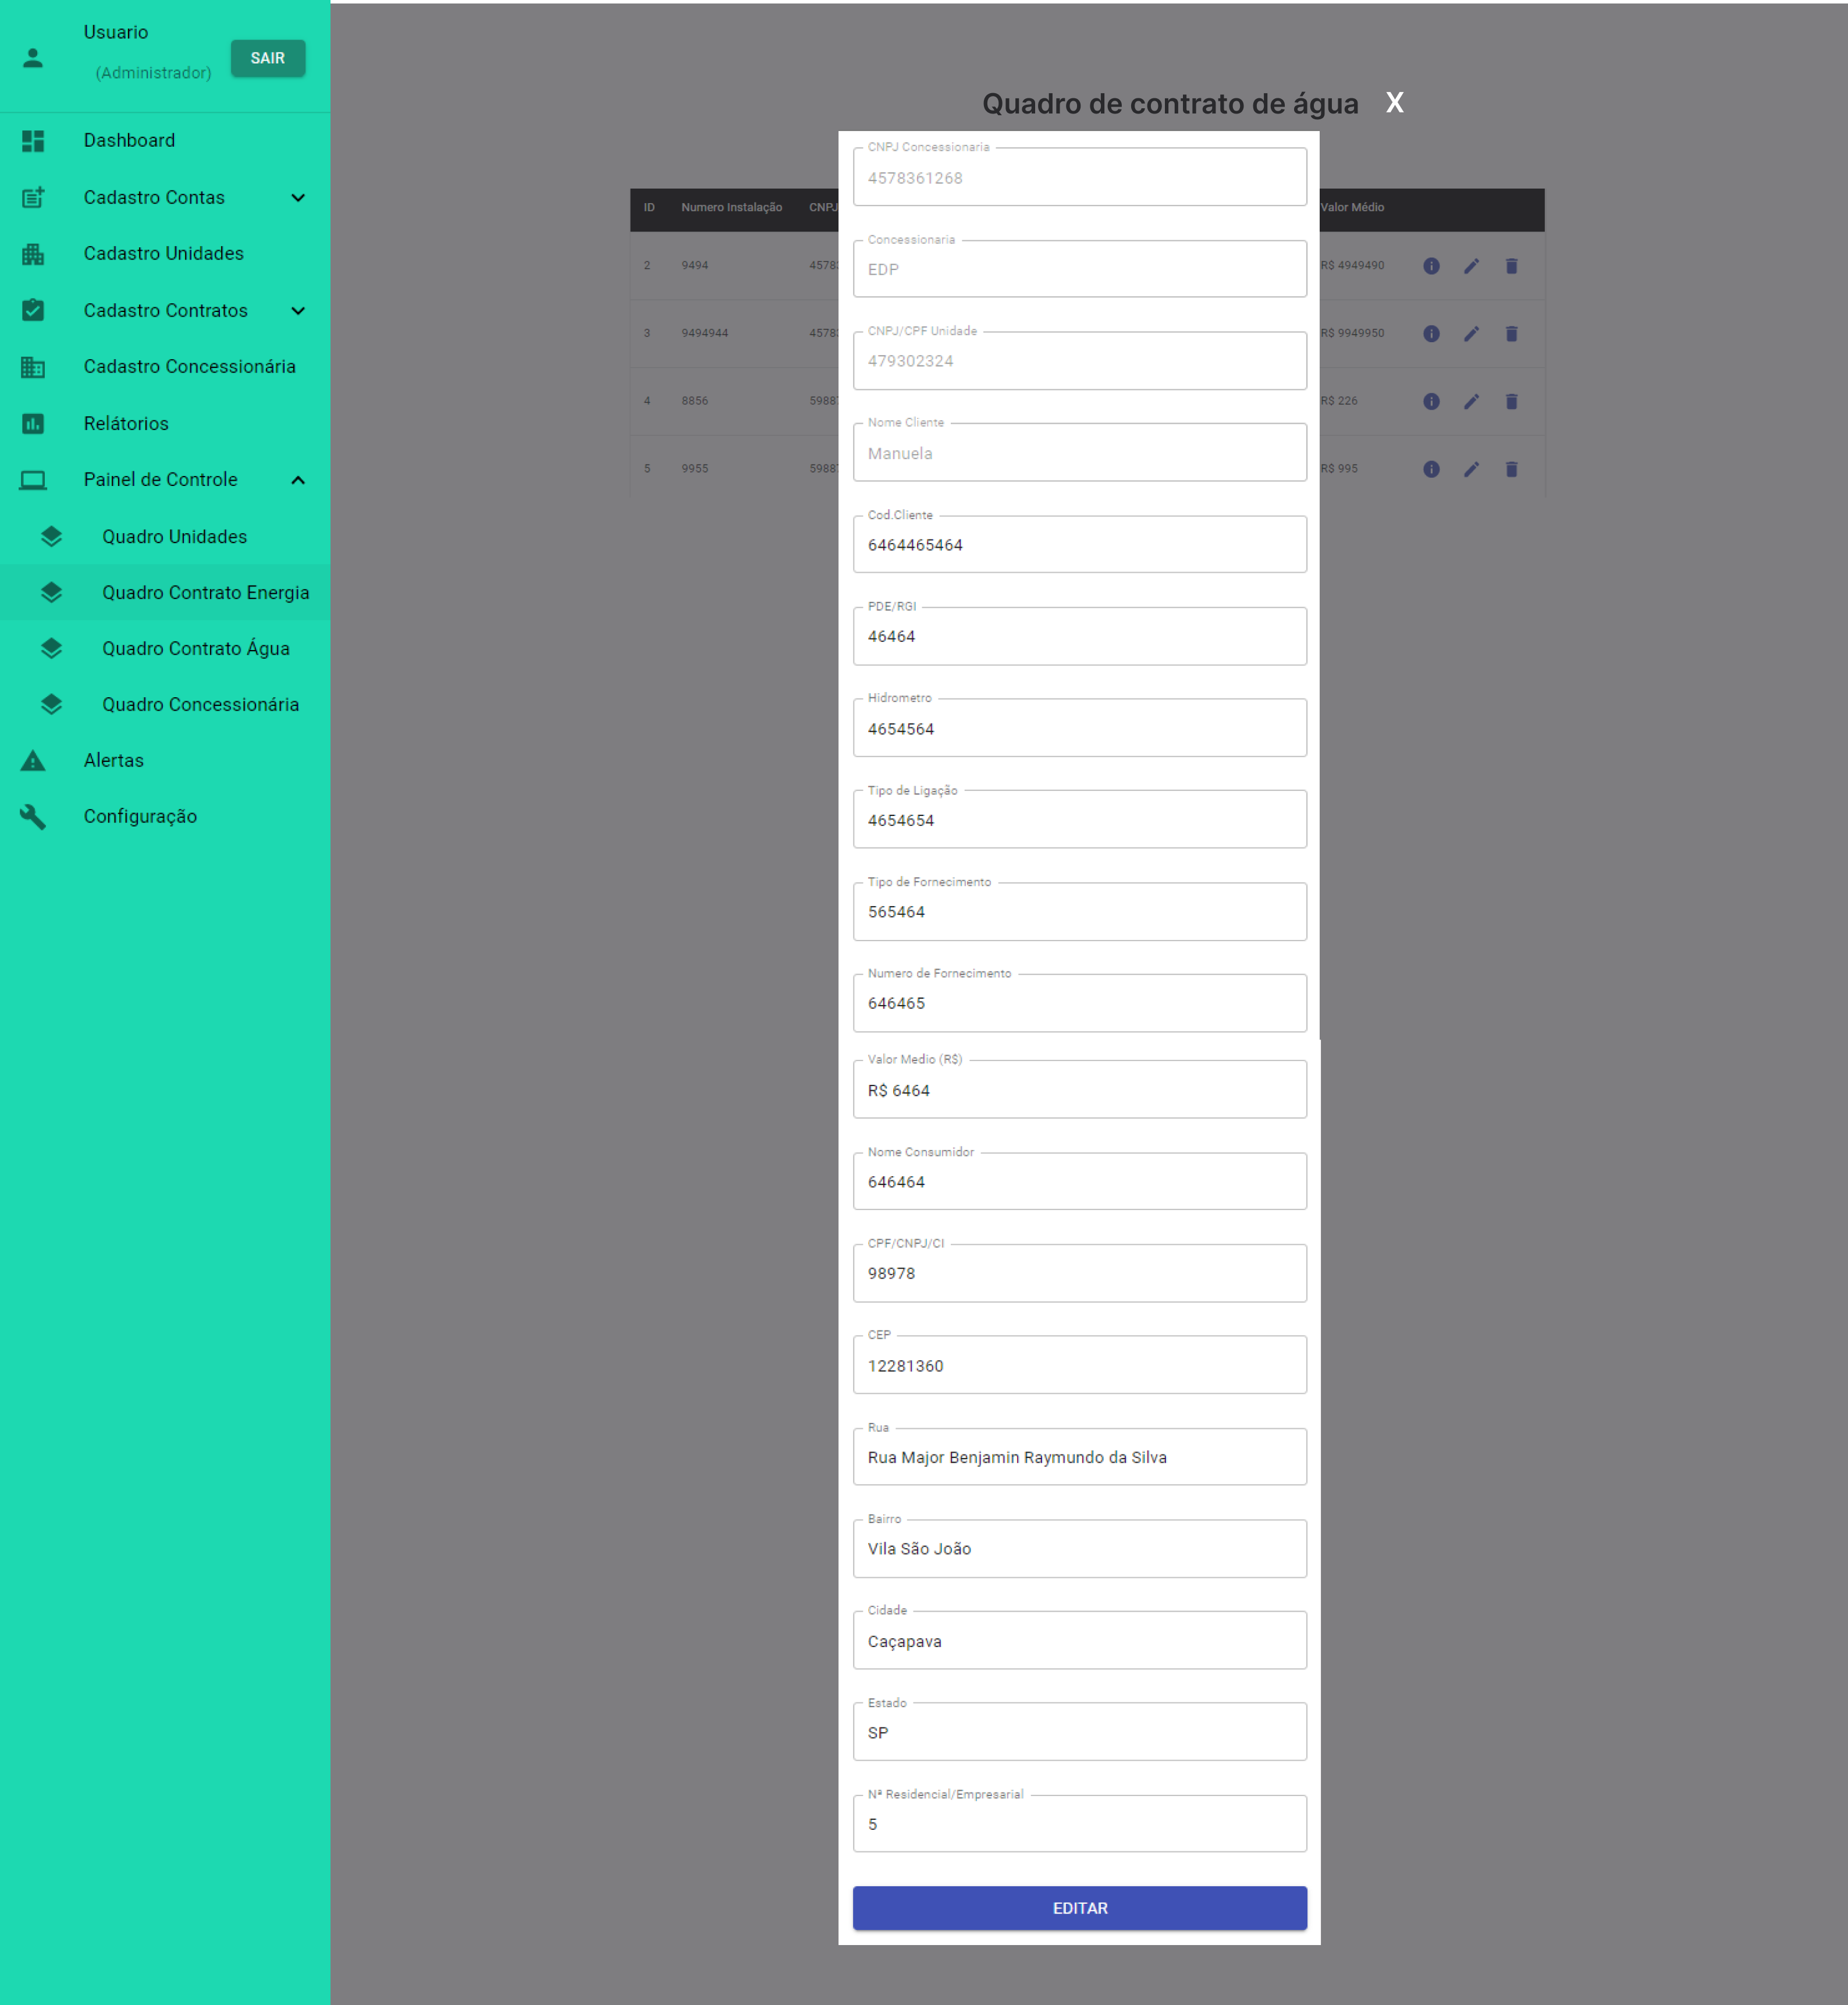 Usuario
(Administrador)
SAIR
Dashboard
Cadastro Contas
Cadastro Unidades
Cadastro Contratos
Cadastro Concessionária
Relátorios
Painel de Controle
Quadro Unidades
Quadro Contrato Energia
Quadro Contrato Água
Quadro Concessionária
Alertas
Configuração
Quadro de contrato de água X
ID Numero Instalação CNPJ Valor Médio
2 9494 4578 R$ 4949490
3 9494944 4578 R$ 9949950
4 8856 5988 R$ 226
5 9955 5988 R$ 995
CNPJ Concessionaria
4578361268
Concessionaria
EDP
CNPJ/CPF Unidade
479302324
Nome Cliente
Manuela
Cod.Cliente
6464465464
PDE/RGI
46464
Hidrometro
4654564
Tipo de Ligação
4654654
Tipo de Fornecimento
565464
Numero de Fornecimento
646465
Valor Medio (R$)
R$ 6464
Nome Consumidor
646464
CPF/CNPJ/CI
98978
CEP
12281360
Rua
Rua Major Benjamin Raymundo da Silva
Bairro
Vila São João
Cidade
Caçapava
Estado
SP
Nª Residencial/Empresarial
5
EDITAR